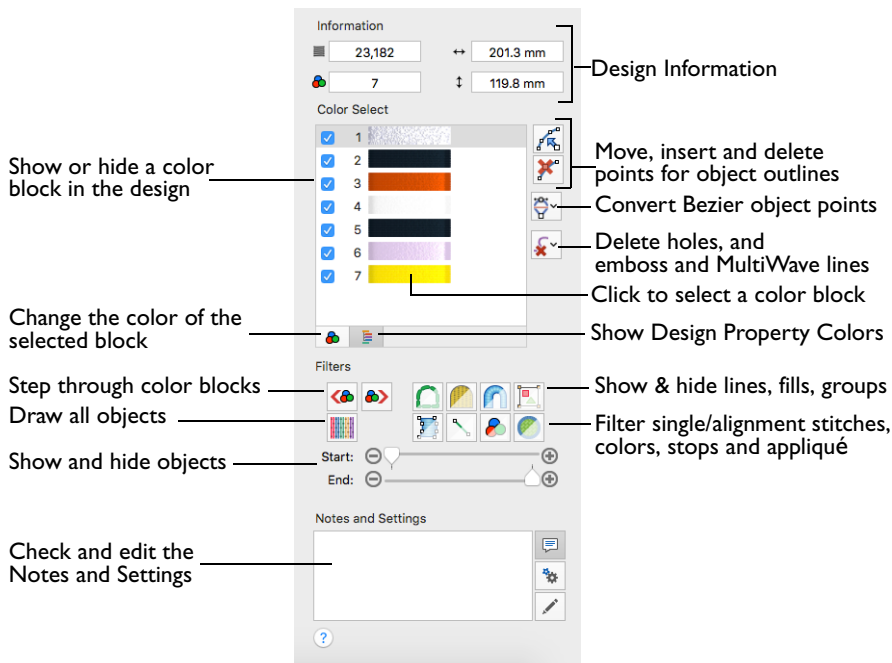 Information
23,182
201.3 mm
7
119.8 mm
Design Information
Color Select
1
2
3
4
5
6
7
Show or hide a color
block in the design
Move, insert and delete
points for object outlines
Convert Bezier object points
Delete holes, and
emboss and MultiWave lines
Click to select a color block
Change the color of the
selected block
Show Design Property Colors
Filters
Step through color blocks
Show & hide lines, fills, groups
Draw all objects
Filter single/alignment stitches,
colors, stops and appliqué
Show and hide objects
Start:
End:
Notes and Settings
Check and edit the
Notes and Settings
?